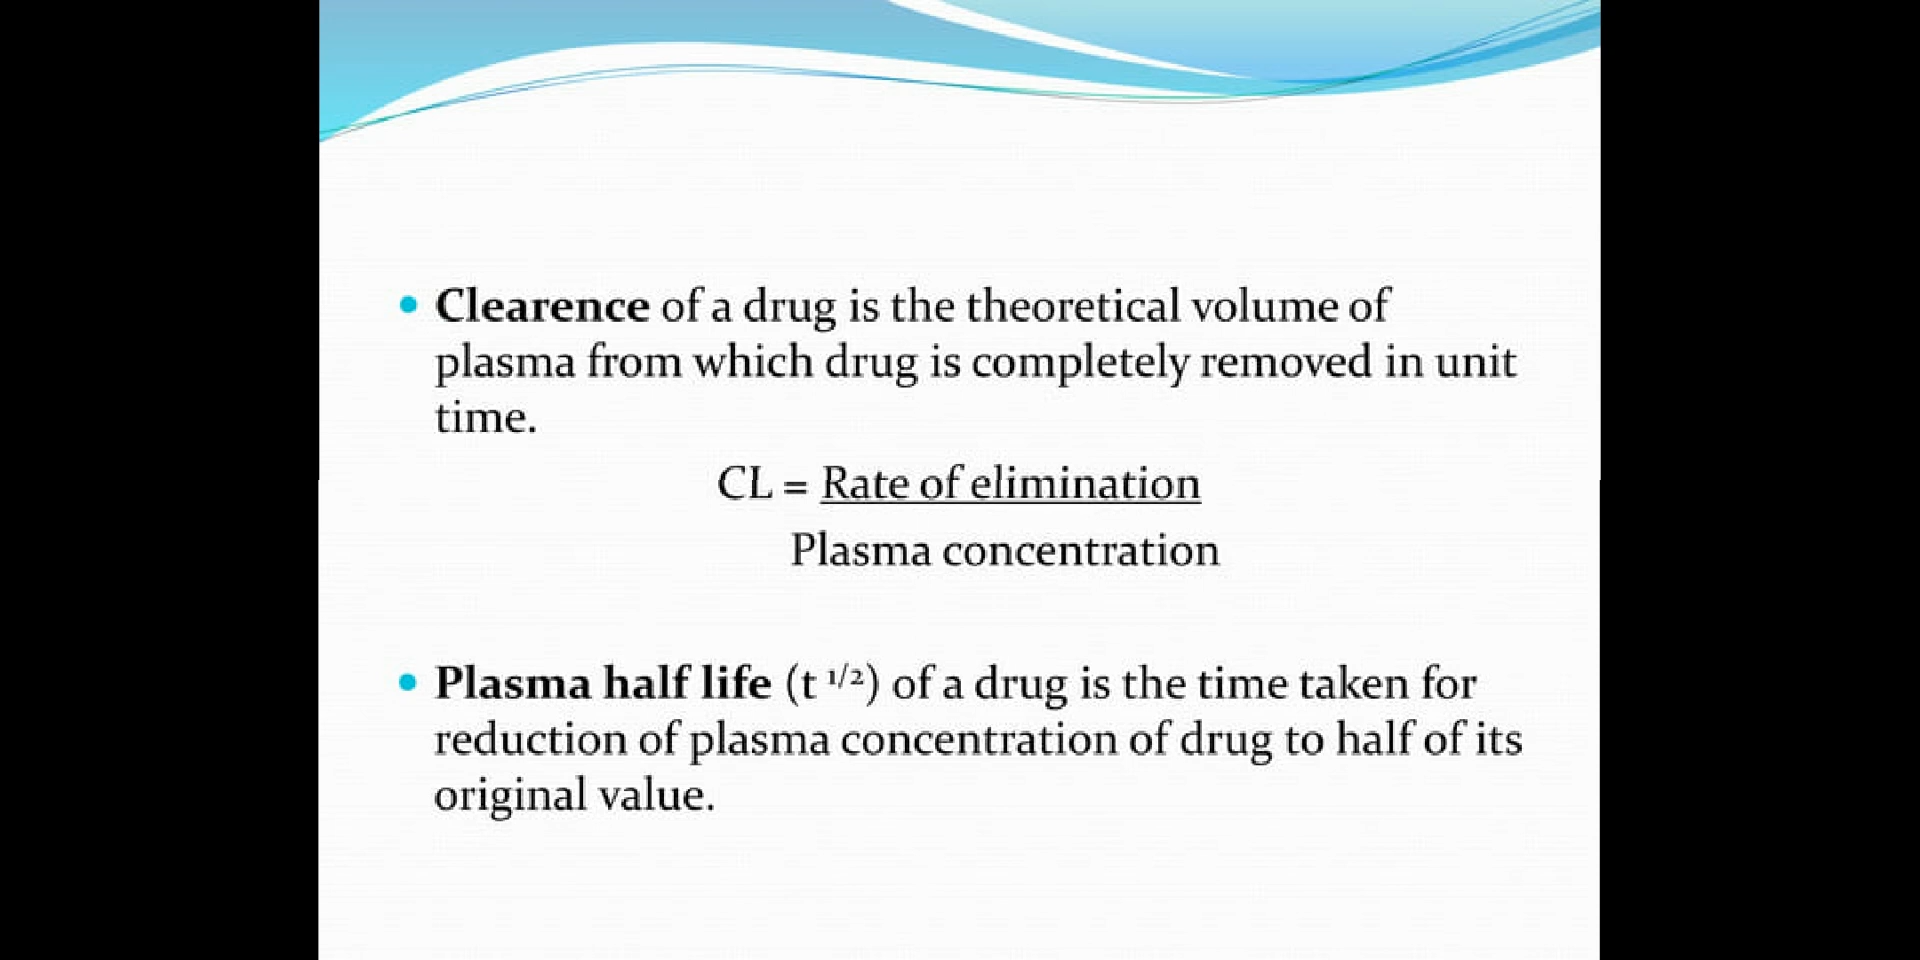 Clearence of a drug is the theoretical volume of
plasma from which drug is completely removed in unit
time.
CL = Rate of elimination
Plasma concentration
Plasma half life (t 1/2) of a drug is the time taken for
reduction of plasma concentration of drug to half of its
original value.